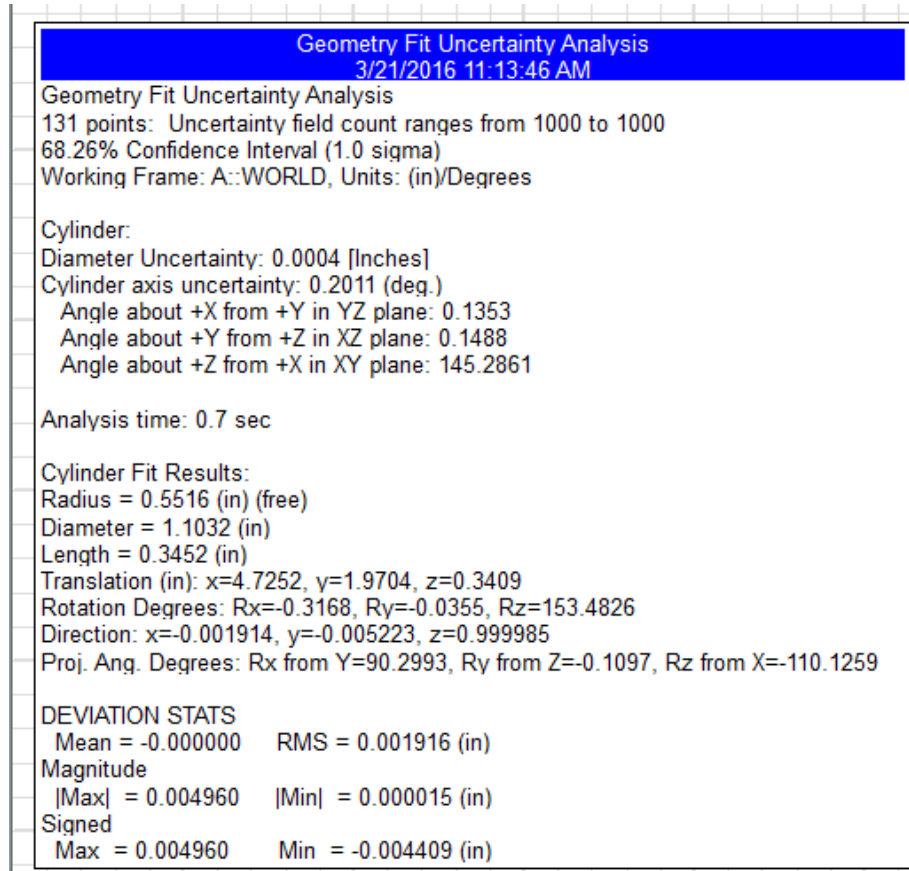 Geometry Fit Uncertainty Analysis
3/21/2016 11:13:46 AM
Geometry Fit Uncertainty Analysis
131 points:  Uncertainty field count ranges from 1000 to 1000
68.26% Confidence Interval (1.0 sigma)
Working Frame: A::WORLD, Units: (in)/Degrees
Cylinder:
Diameter Uncertainty: 0.0004 [Inches]
Cylinder axis uncertainty: 0.2011 (deg.)
Angle about +X from +Y in YZ plane: 0.1353
Angle about +Y from +Z in XZ plane: 0.1488
Angle about +Z from +X in XY plane: 145.2861
Analysis time: 0.7 sec
Cylinder Fit Results:
Radius = 0.5516 (in) (free)
Diameter = 1.1032 (in)
Length = 0.3452 (in)
Translation (in): x=4.7252, y=1.9704, z=0.3409
Rotation Degrees: Rx=-0.3168, Ry=-0.0355, Rz=153.4826
Direction: x=-0.001914, y=-0.005223, z=0.999985
Proj. Ang. Degrees: Rx from Y=90.2993, Ry from Z=-0.1097, Rz from X=-110.1259
DEVIATION STATS
Mean = -0.000000     RMS = 0.001916 (in)
Magnitude
|Max|  = 0.004960     |Min|  = 0.000015 (in)
Signed
Max  = 0.004960     Min  = -0.004409 (in)